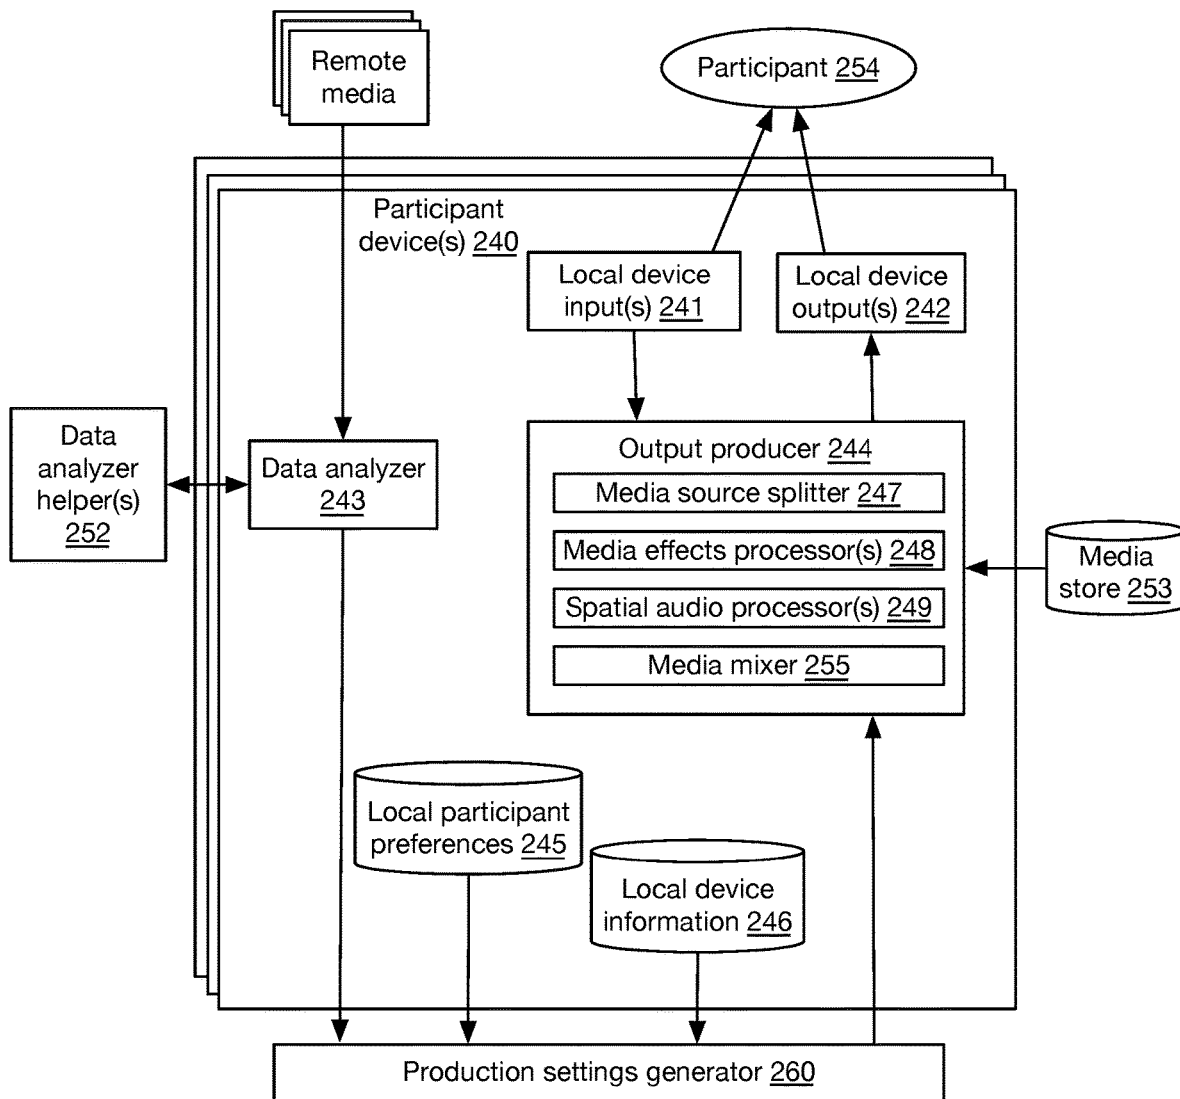 Remote
media
Participant 254
Participant
device(s) 240
Local device
input(s) 241
Local device
output(s) 242
Data
analyzer
helper(s)
252
Data analyzer
243
Output producer 244
Media source splitter 247
Media effects processor(s) 248
Spatial audio processor(s) 249
Media mixer 255
Media
store 253
Local participant
preferences 245
Local device
information 246
Production settings generator 260